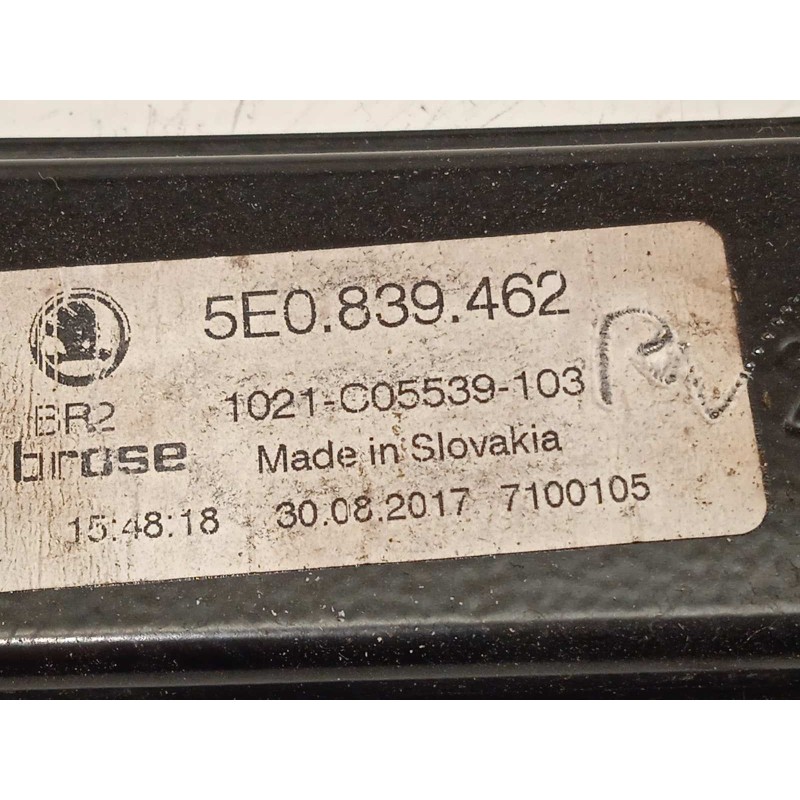 5E0.839.462
1021-C05539-103
BR2
brose
Made in Slovakia
15:48:18 30.08.2017 7100105